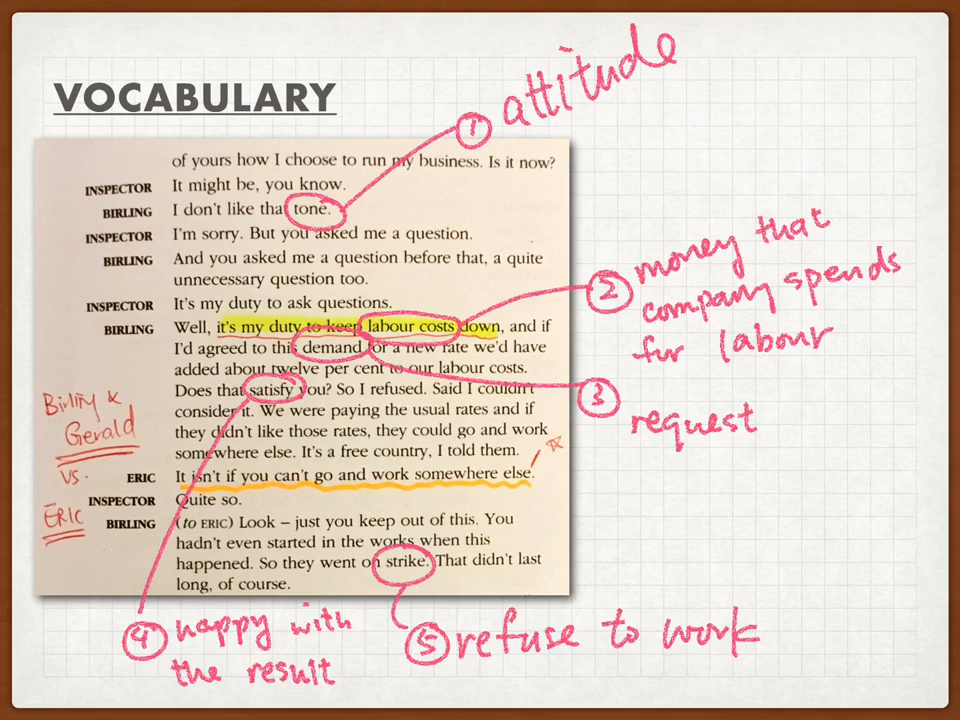 VOCABULARY
① attitude
of yours how I choose to run my business. Is it now?
INSPECTOR It might be, you know.
BIRLING I don't like that tone.
INSPECTOR I'm sorry. But you asked me a question.
BIRLING And you asked me a question before that, a quite
unnecessary question too.
INSPECTOR It's my duty to ask questions.
BIRLING Well, it's my duty to keep labour costs down, and if
I'd agreed to this demand for a new rate we'd have
added about twelve per cent to our labour costs.
Does that satisfy you? So I refused. Said I couldn't
consider it. We were paying the usual rates and if
they didn't like those rates, they could go and work
somewhere else. It's a free country, I told them.
ERIC It isn't if you can't go and work somewhere else.
INSPECTOR Quite so.
BIRLING (to ERIC) Look – just you keep out of this. You
hadn't even started in the works when this
happened. So they went on strike. That didn't last
long, of course.
Birling &
Gerald
vs.
ERIC
② money that
company spends
for labour
③ request
④ happy with
the result
⑤ refuse to work